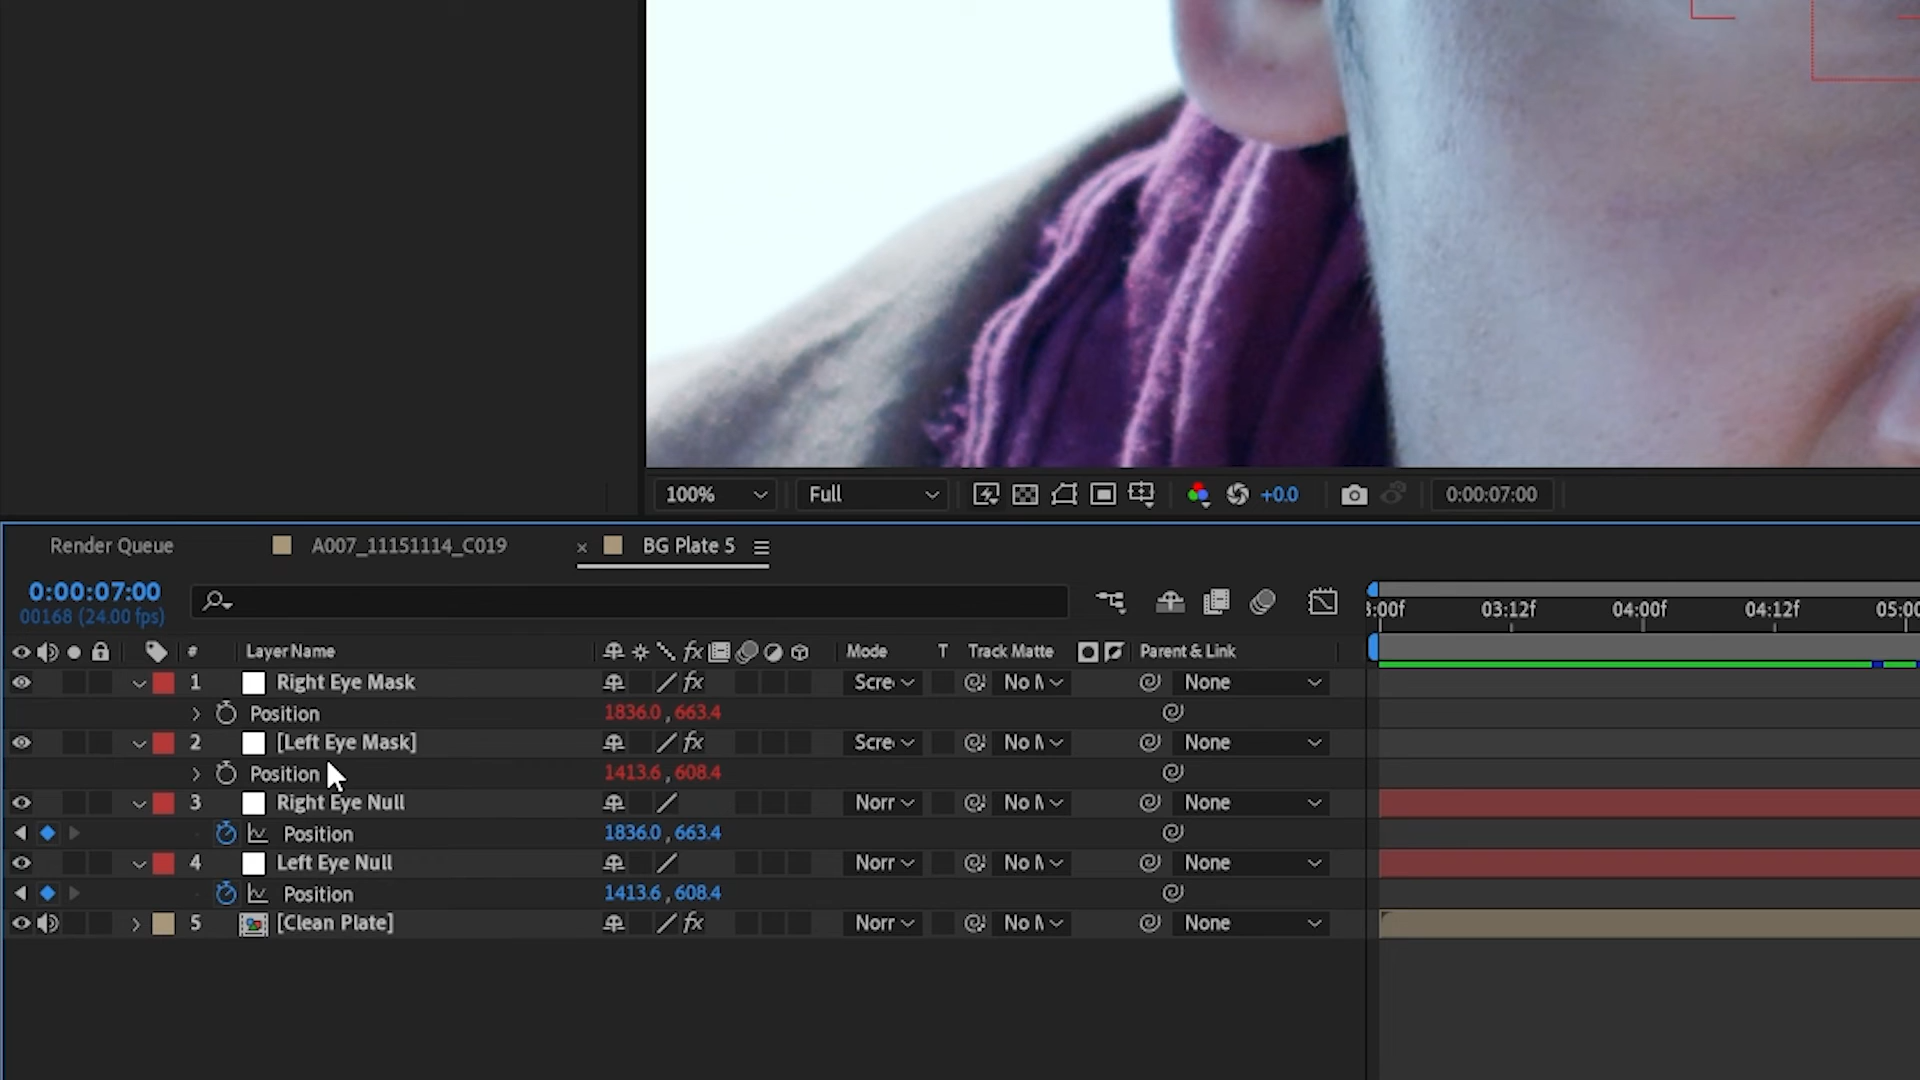 100%
Full
+0.0
0:00:07:00
Render Queue
A007_11151114_C019
× BG Plate 5
0:00:07:00
00168 (24.00 fps)
03:12f
04:00f
04:12f
# Layer Name fx Mode T Track Matte Parent & Link
1 Right Eye Mask fx Scre No None
Position 1836.0, 663.4
2 [Left Eye Mask] fx Scre No None
Position 1413.6, 608.4
3 Right Eye Null Norr No None
Position 1836.0, 663.4
4 Left Eye Null Norr No None
Position 1413.6, 608.4
5 [Clean Plate] fx Norr No None